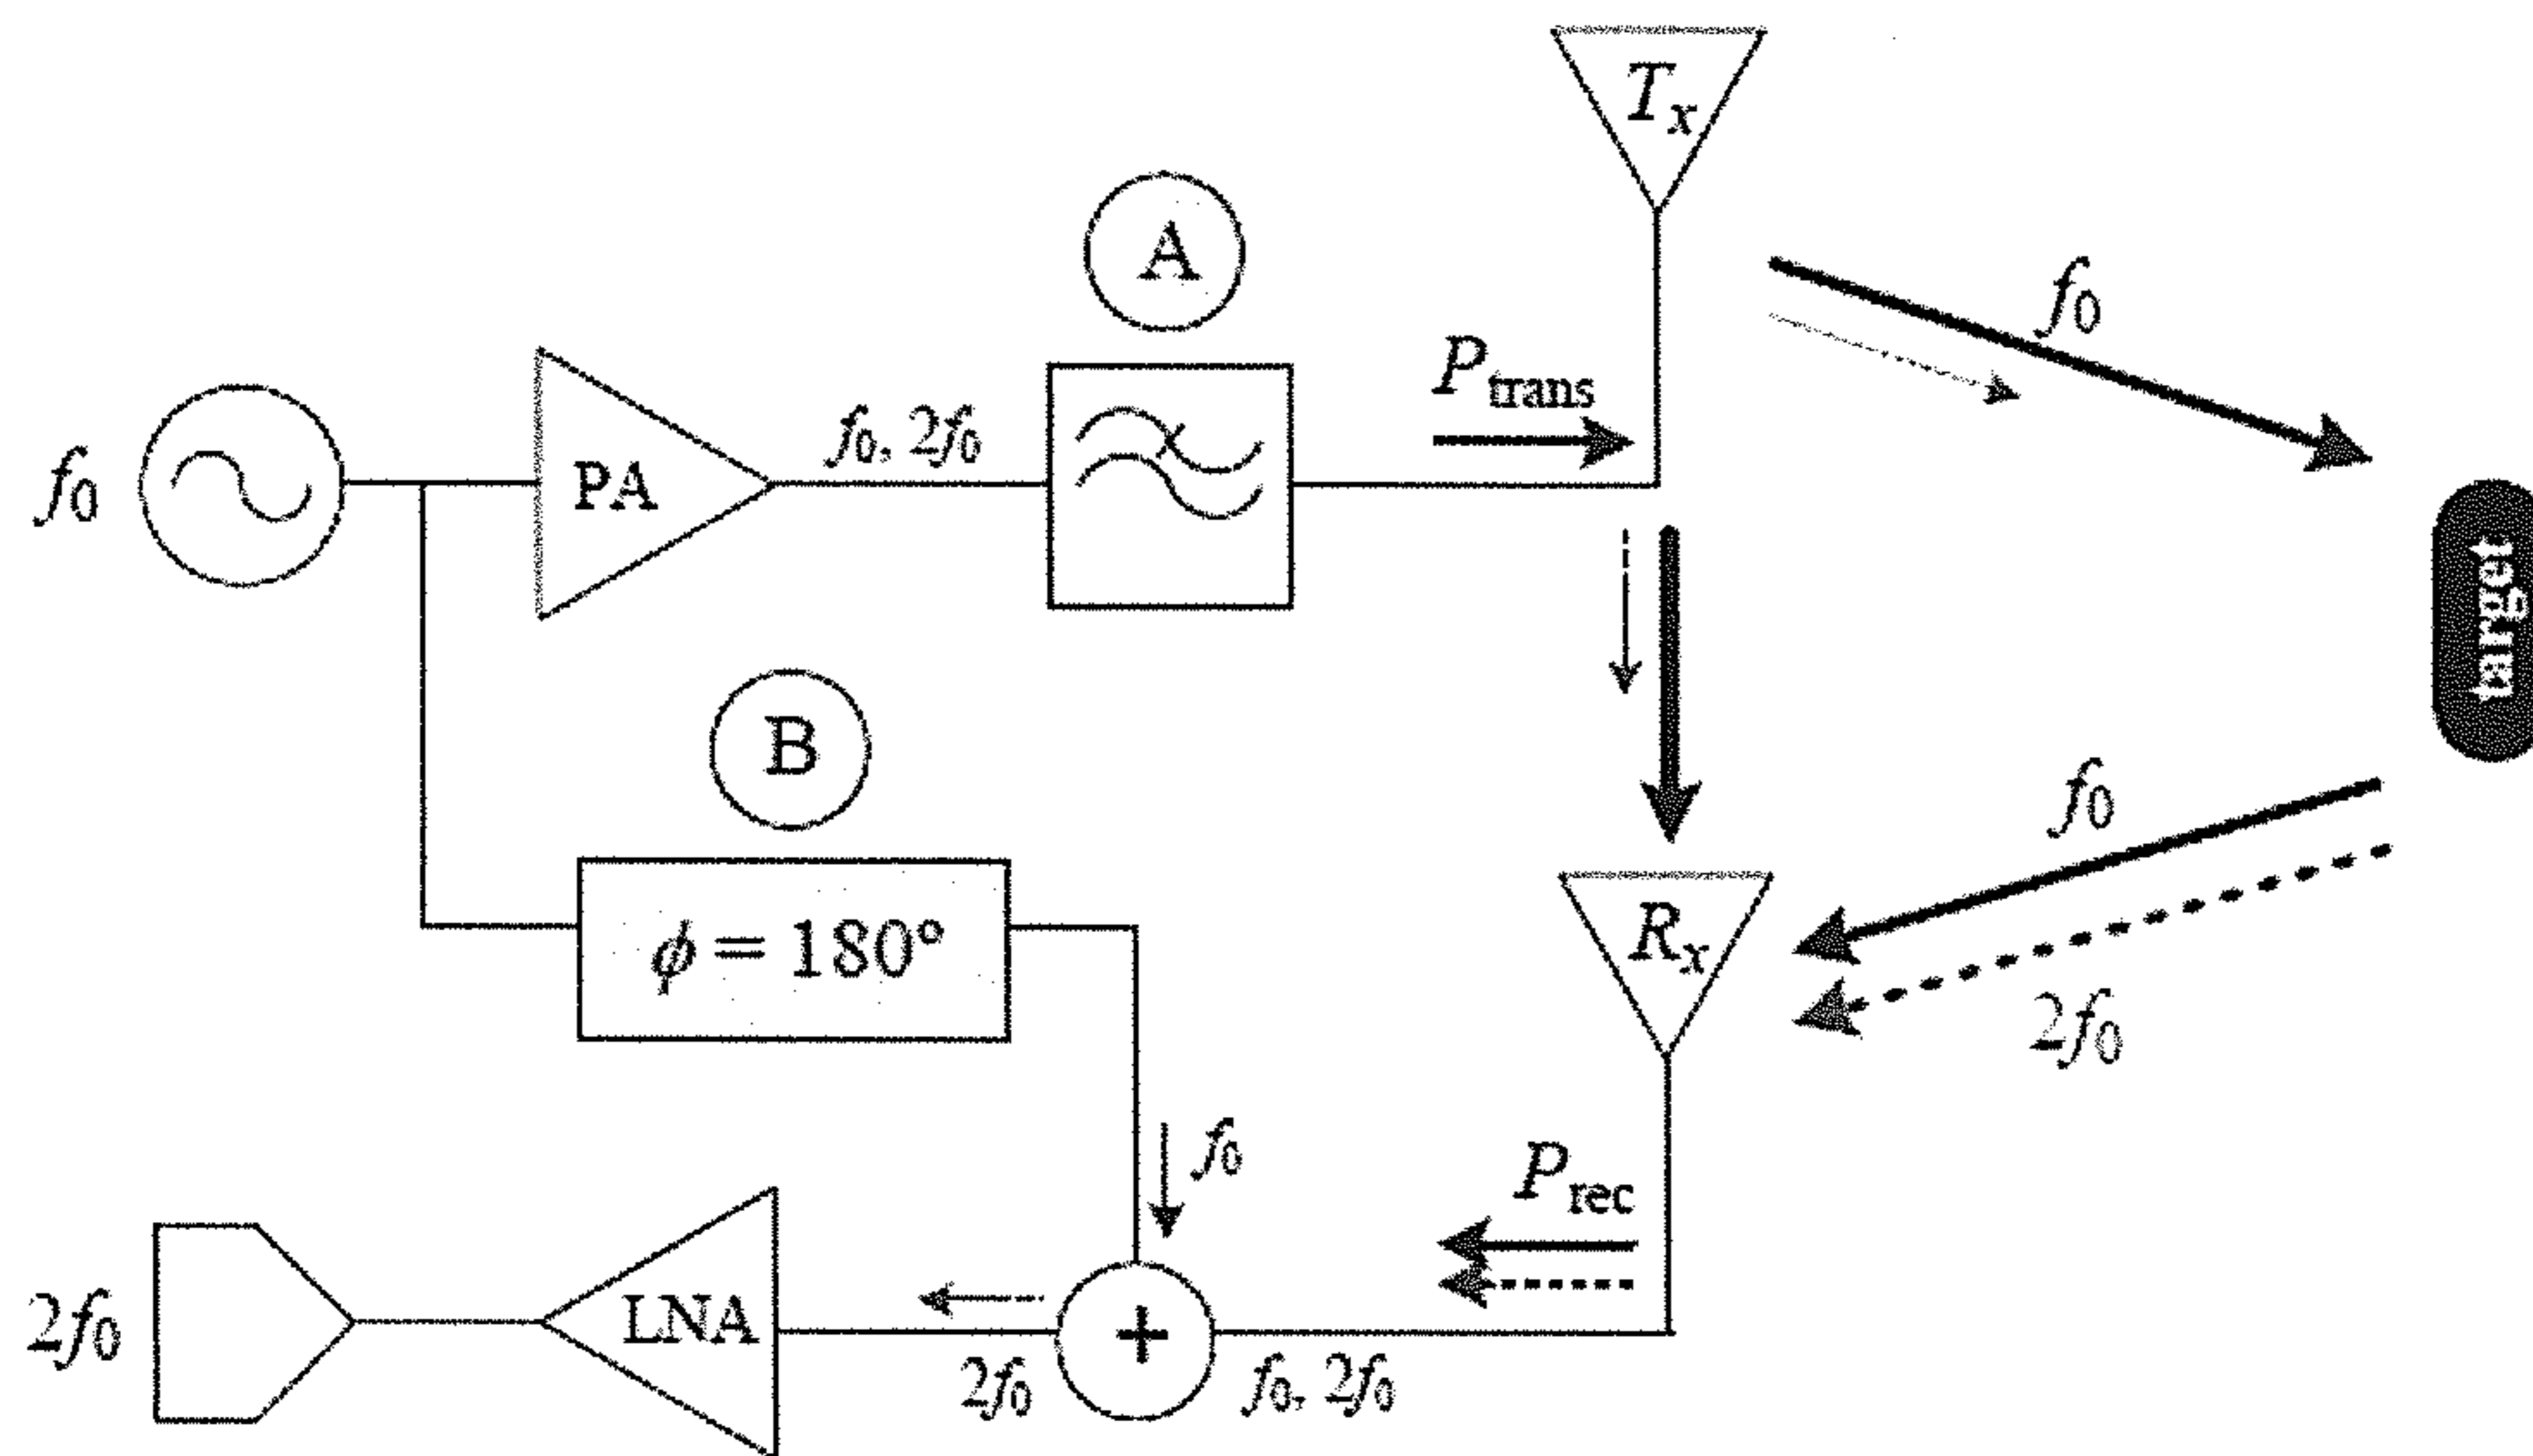 Tx
A
f0
Ptrans
f0
PA
f0, 2f0
target
B
ϕ = 180°
f0
Rx
2f0
f0
Prec
2f0
LNA
+
2f0
f0, 2f0